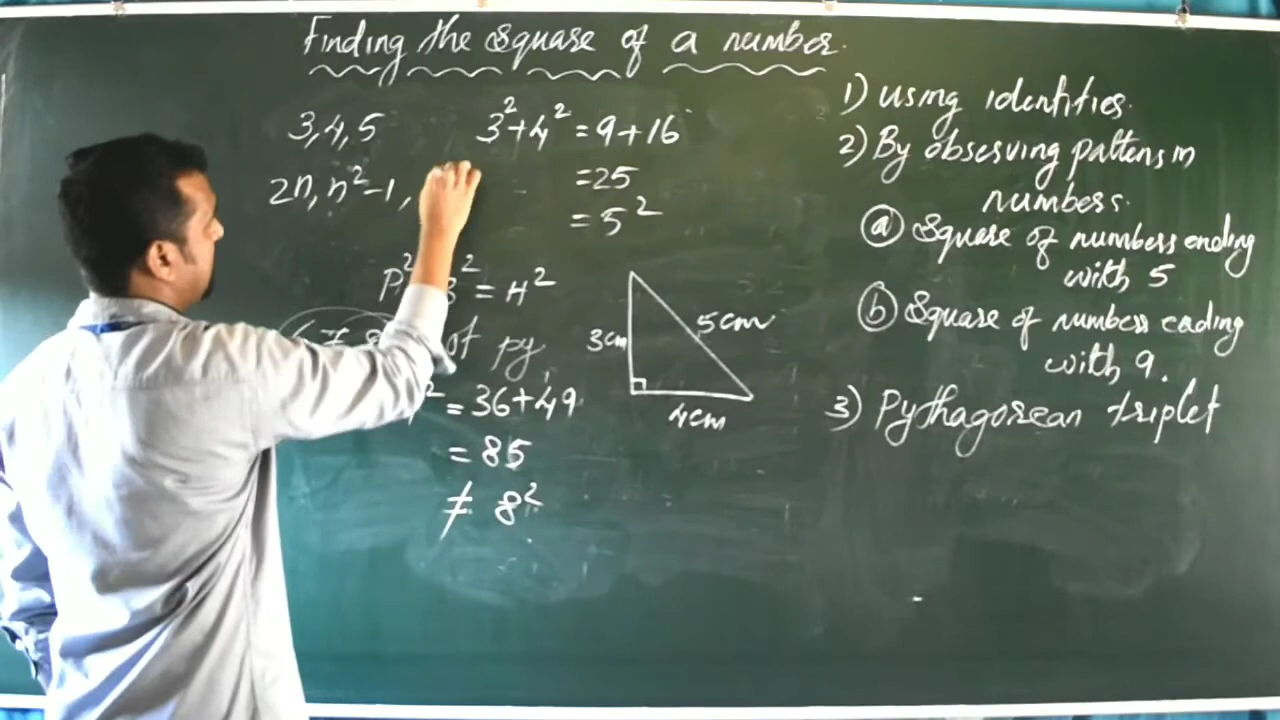 Finding the square of a number.
3,4,5
3²+4² = 9+16
= 25
= 5²
2n, n²-1,
P² ² = H²
of py
² = 36+49
= 85
≠ 8²
3cm
5cm
4cm
1) Using identities.
2) By observing pattens in
numbers.
(a) Square of numbers ending
with 5
(b) Square of numbers ending
with 9.
3) Pythagorean triplet